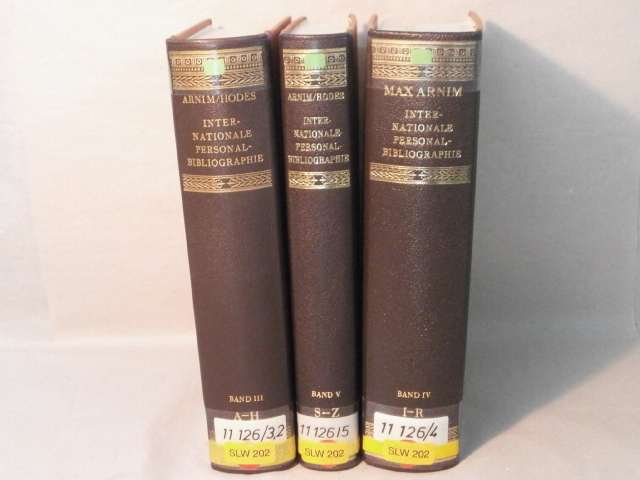 ARNIM/HODES
INTER-
NATIONALE
PERSONAL-
BIBLIOGRAPHIE
BAND III
A–H
11 126/3,2
SLW 202
ARNIM/HODES
INTER-
NATIONALE
PERSONAL-
BIBLIOGRAPHIE
BAND V
S–Z
11 126/5
SLW 202
MAX ARNIM
INTER-
NATIONALE
PERSONAL-
BIBLIOGRAPHIE
BAND IV
I–R
11 126/4
SLW 202